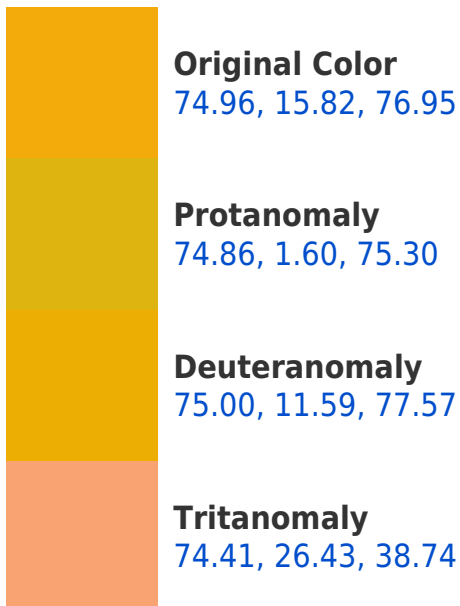 Original Color
74.96, 15.82, 76.95
Protanomaly
74.86, 1.60, 75.30
Deuteranomaly
75.00, 11.59, 77.57
Tritanomaly
74.41, 26.43, 38.74